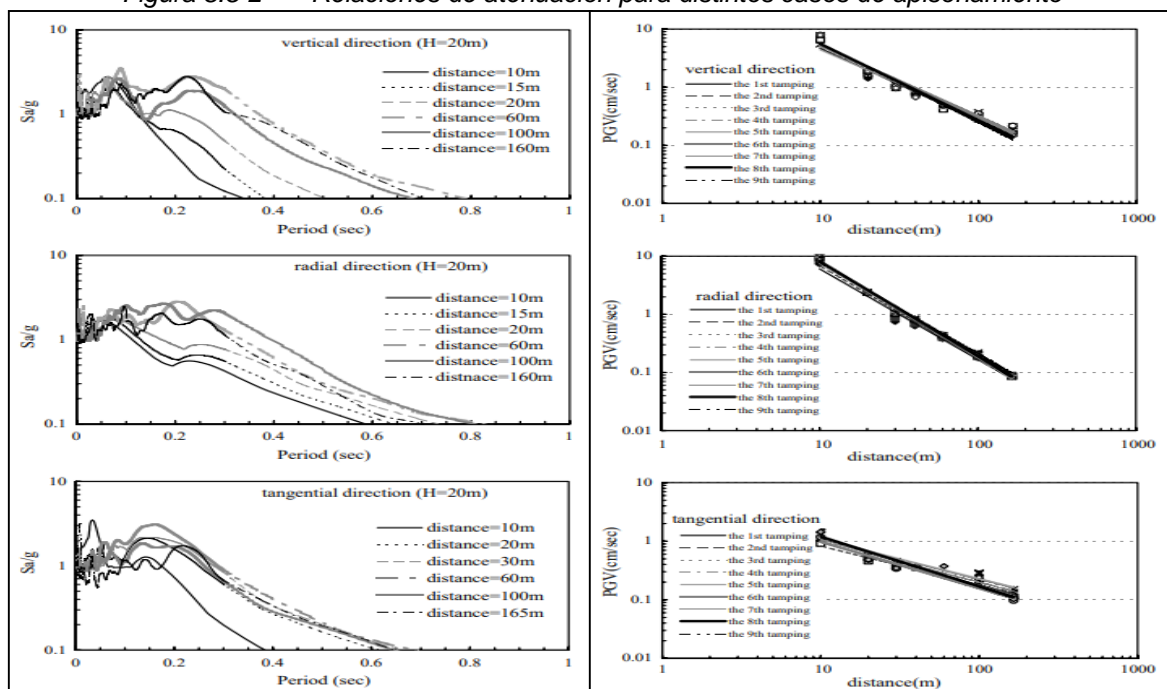 Figura 3.3-2 Relaciones de atenuación para distintos casos de apisonamiento
10
vertical direction (H=20m)
distance=10m
distance=15m
distance=20m
distance=60m
distance=100m
distance=160m
Sa/g
1
0.1
0 0.2 0.4 0.6 0.8 1
Period (sec)
10
radial direction (H=20m)
distance=10m
distance=15m
distance=20m
distance=60m
distance=100m
distnace=160m
Sa/g
1
0.1
0 0.2 0.4 0.6 0.8 1
Period (sec)
10
tangential direction (H=20m)
distance=10m
distance=20m
distance=30m
distance=60m
distance=100m
distance=165m
Sa/g
1
0.1
0 0.2 0.4 0.6 0.8 1
Period (sec)
10
vertical direction
the 1st tamping
the 2nd tamping
the 3rd tamping
the 4th tamping
the 5th tamping
the 6th tamping
the 7th tamping
the 8th tamping
the 9th tamping
PGV(cm/sec)
1
0.1
0.01
1 10 100 1000
distance(m)
10
radial direction
the 1st tamping
the 2nd tamping
the 3rd tamping
the 4th tamping
the 5th tamping
the 6th tamping
the 7th tamping
the 8th tamping
the 9th tamping
PGV(cm/sec)
1
0.1
0.01
1 10 100 1000
distance(m)
10
tangential direction
the 1st tamping
the 2nd tamping
the 3rd tamping
the 4th tamping
the 5th tamping
the 6th tamping
the 7th tamping
the 8th tamping
the 9th tamping
PGV(cm/sec)
1
0.1
0.01
1 10 100 1000
distance(m)